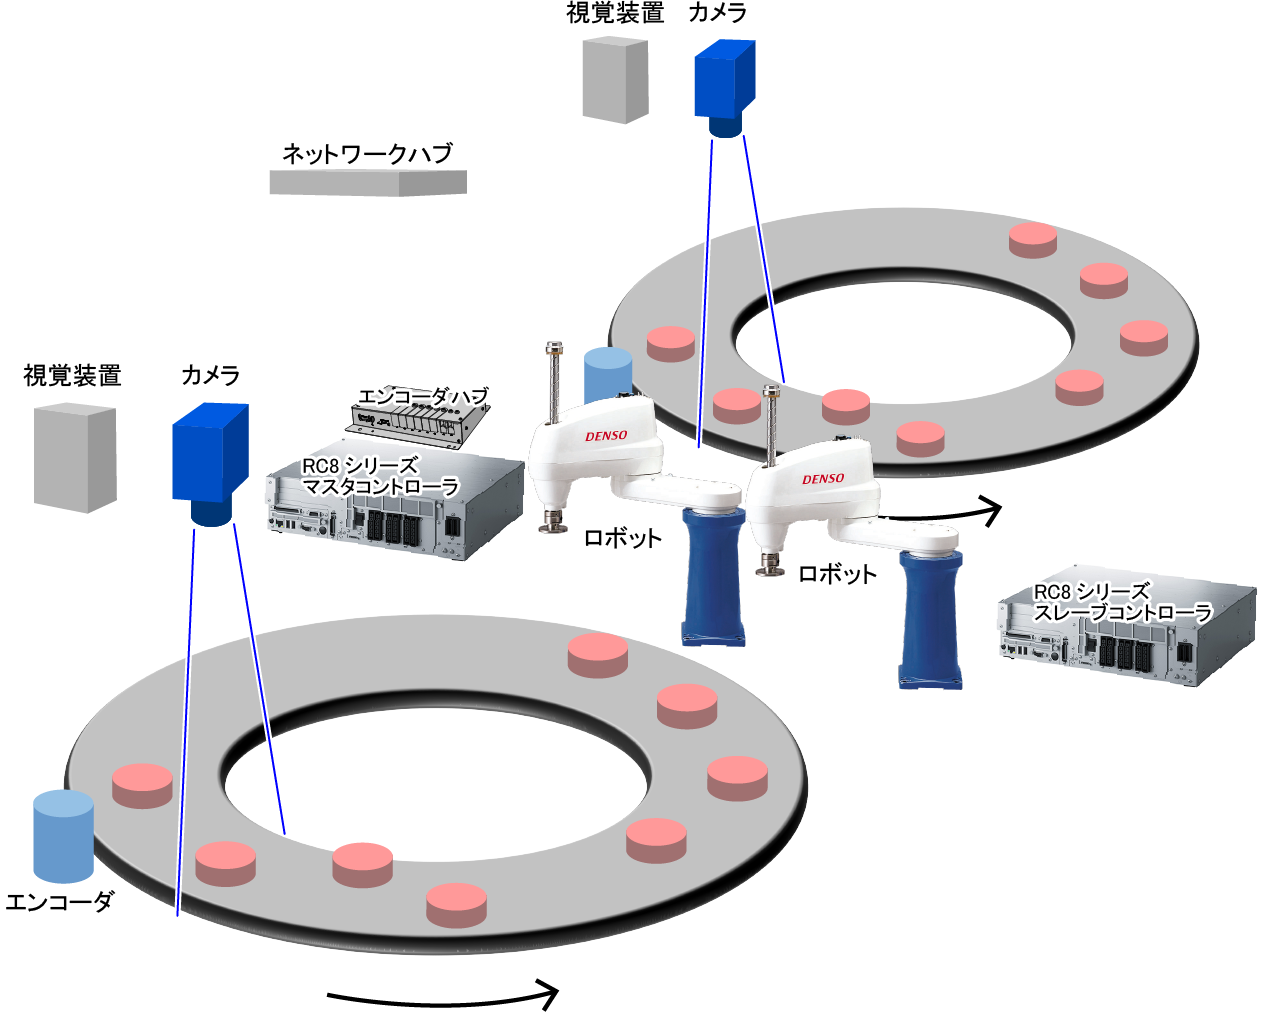 視覚装置
カメラ
ネットワークハブ
視覚装置
カメラ
エンコーダハブ
RC8 シリーズ
マスタコントローラ
DENSO
DENSO
ロボット
ロボット
RC8 シリーズ
スレーブコントローラ
エンコーダ